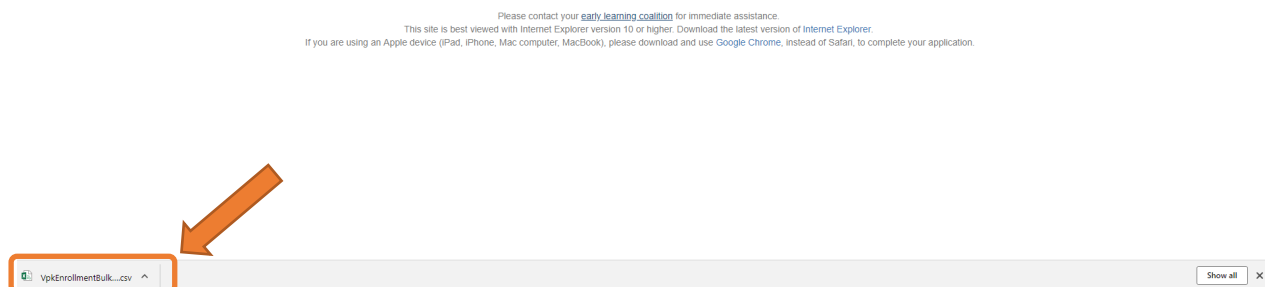 Please contact your early learning coalition for immediate assistance.
This site is best viewed with Internet Explorer version 10 or higher. Download the latest version of Internet Explorer.
If you are using an Apple device (iPad, iPhone, Mac computer, MacBook), please download and use Google Chrome, instead of Safari, to complete your application.
VpkEnrollmentBulk....csv
Show all